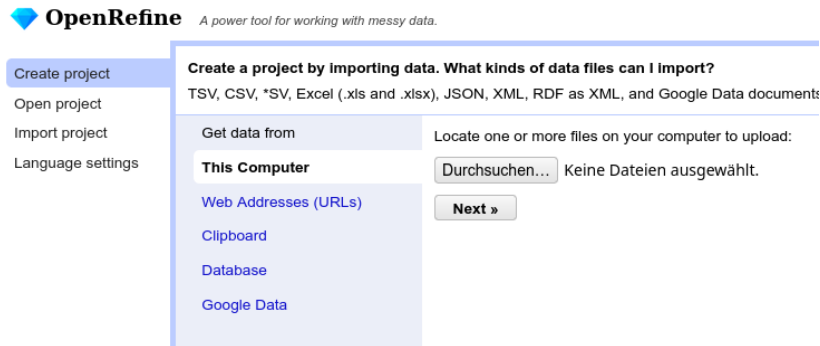 OpenRefine A power tool for working with messy data.
Create project
Open project
Import project
Language settings
Create a project by importing data. What kinds of data files can I import?
TSV, CSV, *SV, Excel (.xls and .xlsx), JSON, XML, RDF as XML, and Google Data documents
Get data from
This Computer
Web Addresses (URLs)
Clipboard
Database
Google Data
Locate one or more files on your computer to upload:
Durchsuchen... Keine Dateien ausgewählt.
Next »